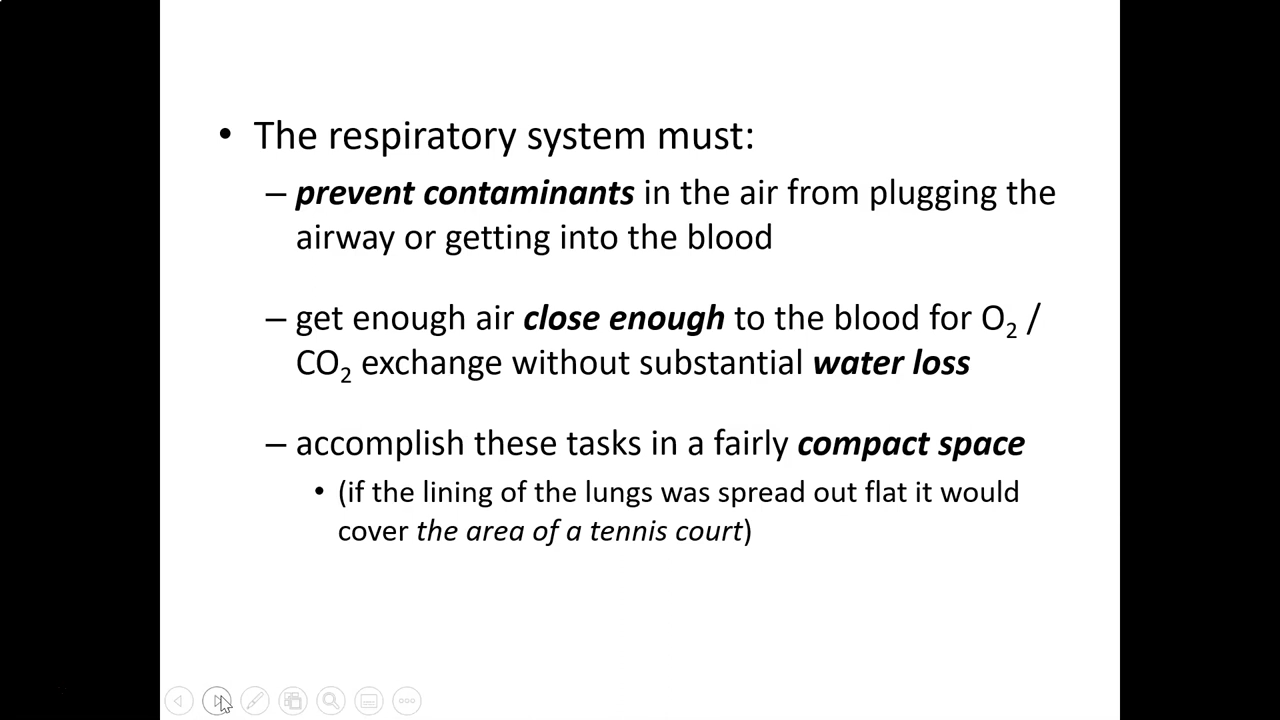 • The respiratory system must:
– prevent contaminants in the air from plugging the
airway or getting into the blood
– get enough air close enough to the blood for O₂ /
CO₂ exchange without substantial water loss
– accomplish these tasks in a fairly compact space
• (if the lining of the lungs was spread out flat it would
cover the area of a tennis court)